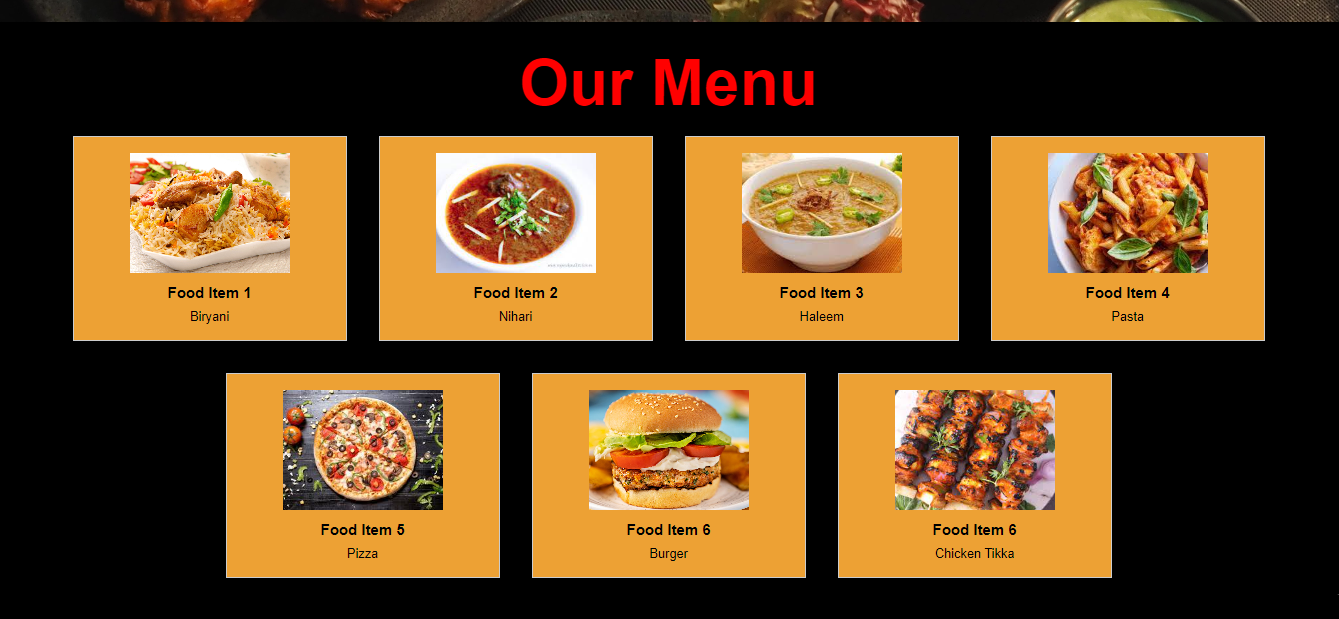 Our Menu
Food Item 1
Biryani
Food Item 2
Nihari
Food Item 3
Haleem
Food Item 4
Pasta
Food Item 5
Pizza
Food Item 6
Burger
Food Item 6
Chicken Tikka